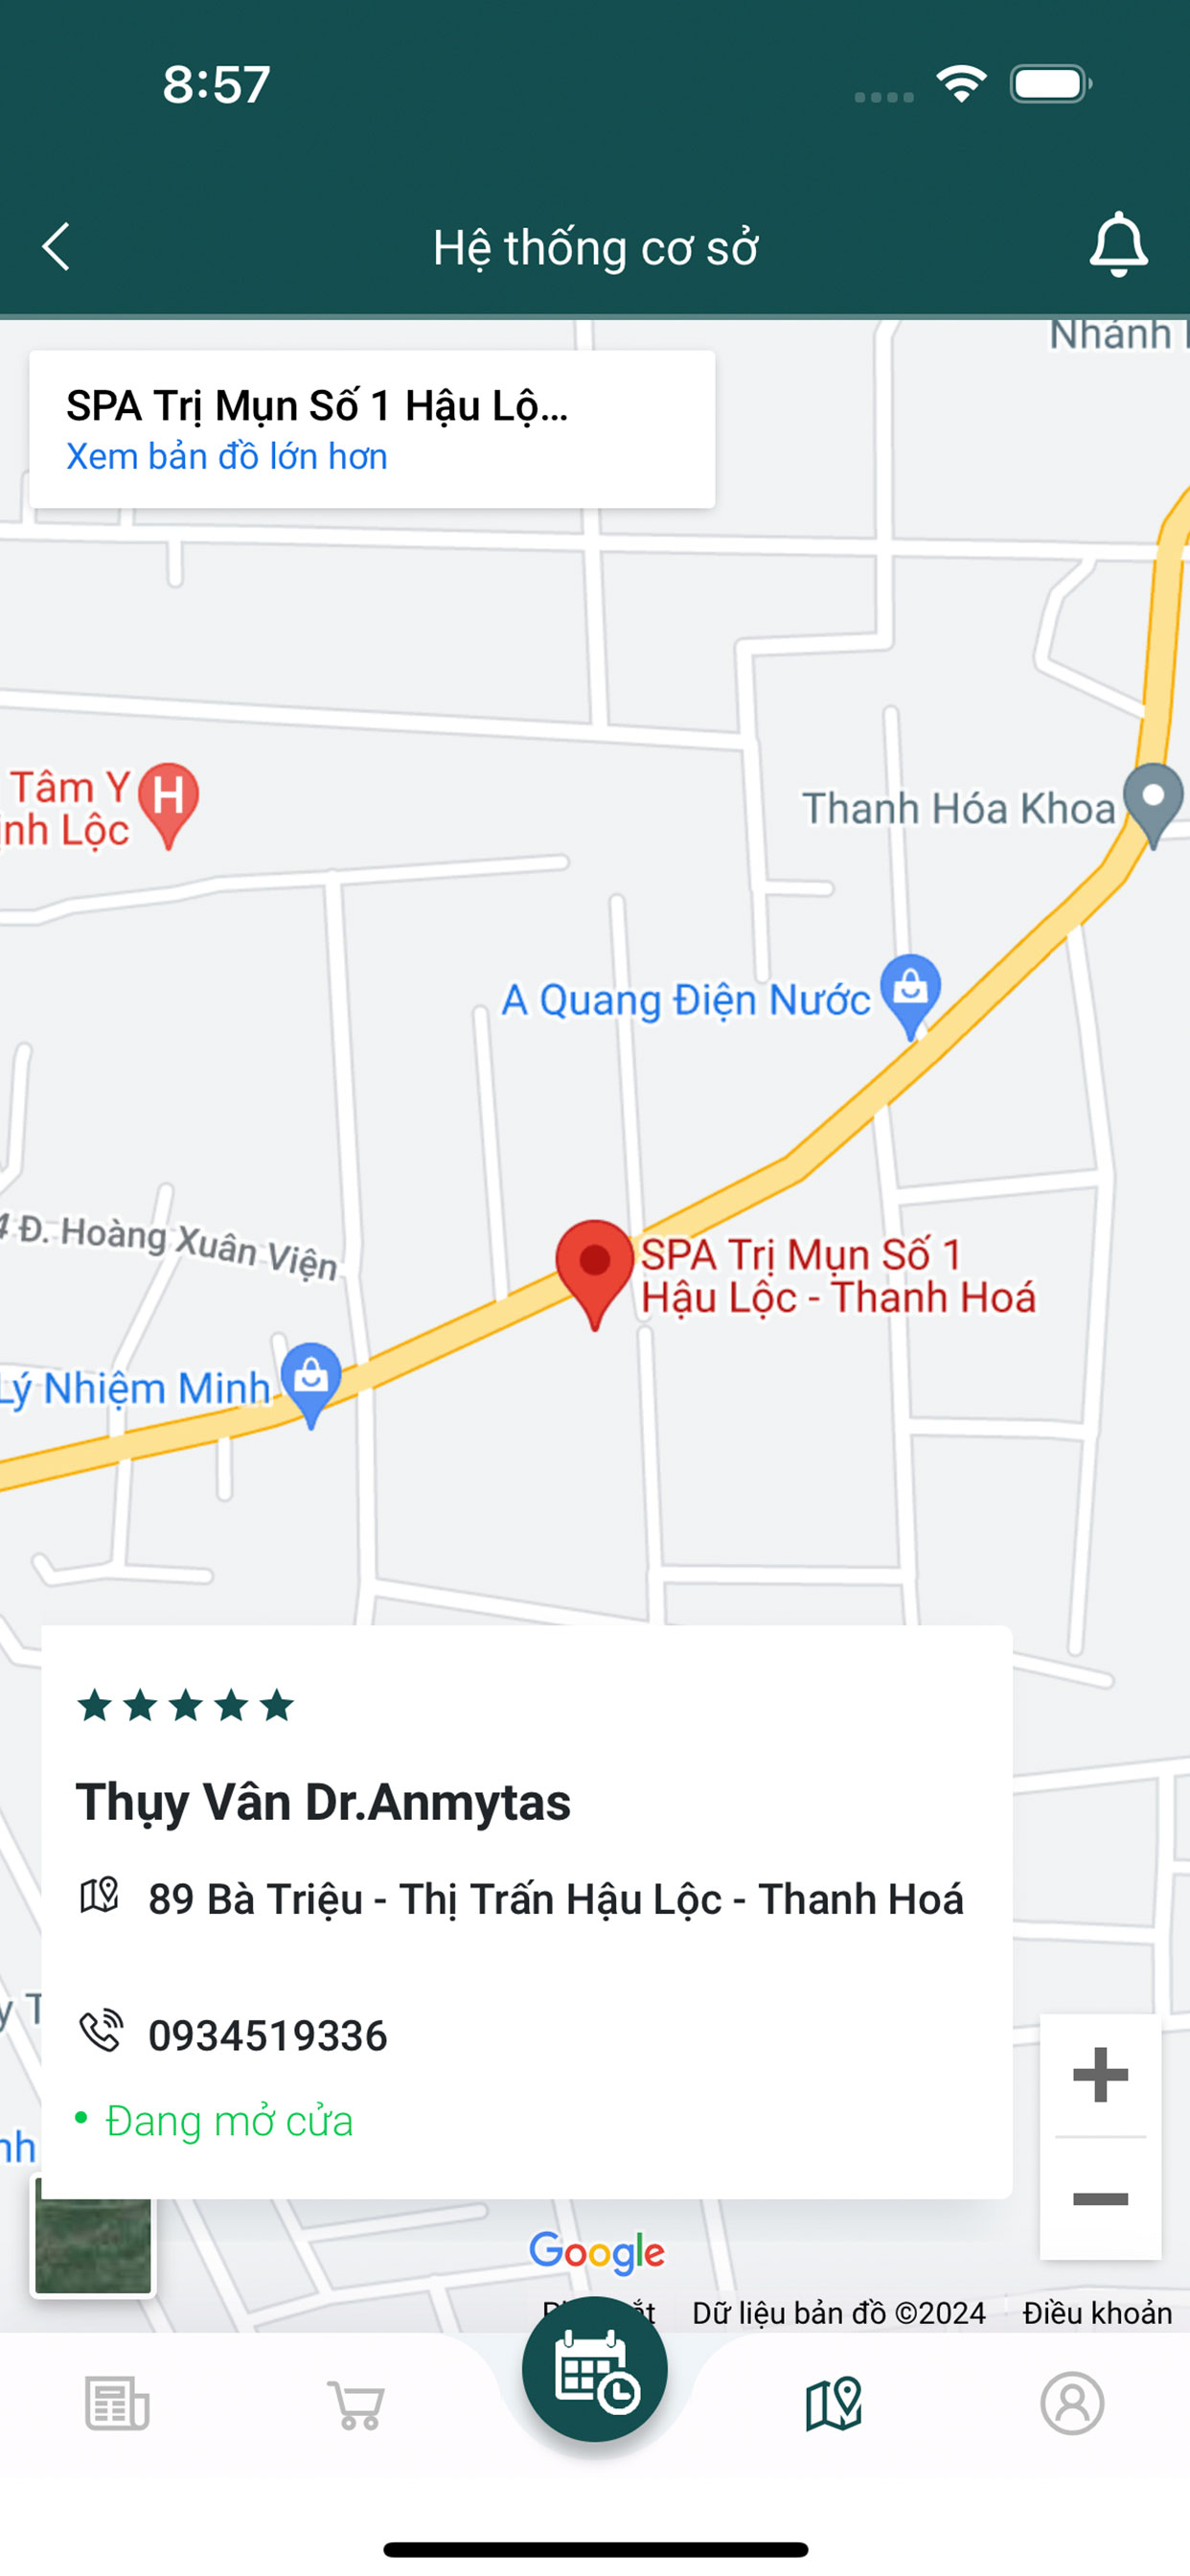 8:57
Hệ thống cơ sở
Nhánh
SPA Trị Mụn Số 1 Hậu Lộ...
Xem bản đồ lớn hơn
Tâm Y
H
Lộc
Thanh Hóa Khoa
A Quang Điện Nước
4 Đ. Hoàng Xuân Viện
SPA Trị Mụn Số 1
Hậu Lộc - Thanh Hoá
Lý Nhiệm Minh
Thụy Vân Dr.Anmytas
89 Bà Triệu - Thị Trấn Hậu Lộc - Thanh Hoá
0934519336
Đang mở cửa
Google
Dữ liệu bản đồ ©2024 Điều khoản